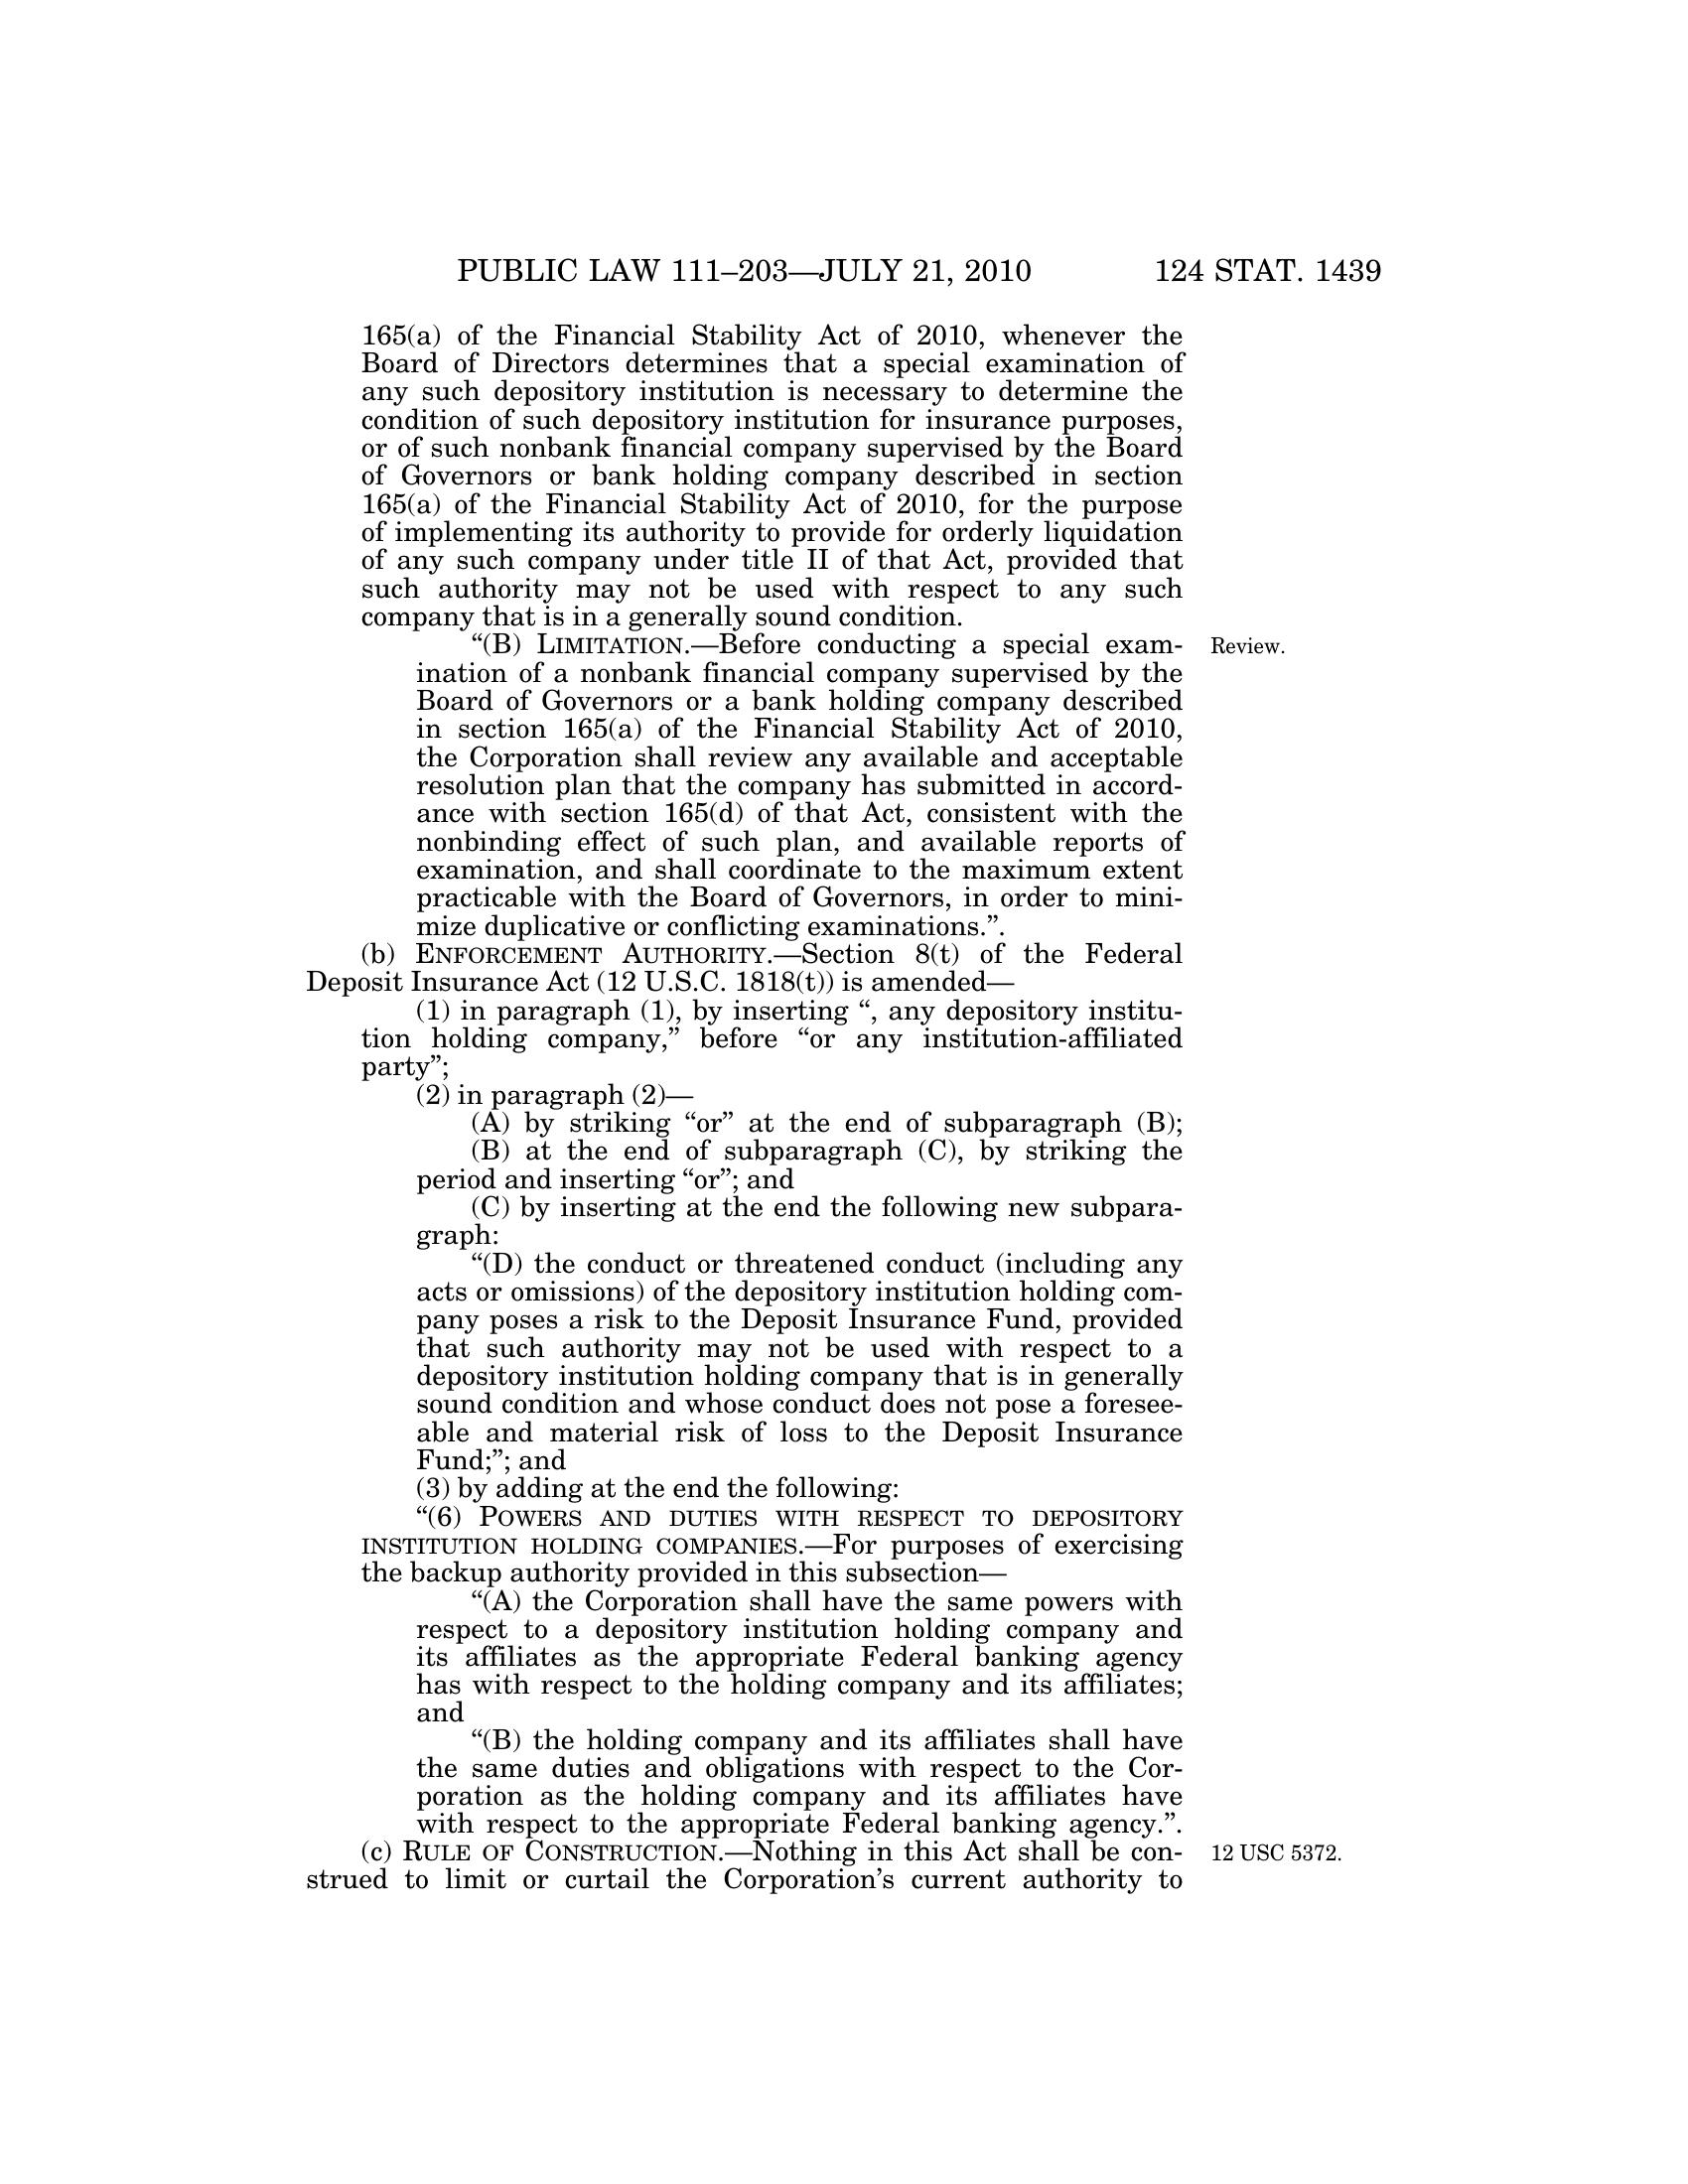 PUBLIC LAW 111–203—JULY 21, 2010 124 STAT. 1439
165(a) of the Financial Stability Act of 2010, whenever the
Board of Directors determines that a special examination of
any such depository institution is necessary to determine the
condition of such depository institution for insurance purposes,
or of such nonbank financial company supervised by the Board
of Governors or bank holding company described in section
165(a) of the Financial Stability Act of 2010, for the purpose
of implementing its authority to provide for orderly liquidation
of any such company under title II of that Act, provided that
such authority may not be used with respect to any such
company that is in a generally sound condition.
“(B) LIMITATION.—Before conducting a special exam- Review.
ination of a nonbank financial company supervised by the
Board of Governors or a bank holding company described
in section 165(a) of the Financial Stability Act of 2010,
the Corporation shall review any available and acceptable
resolution plan that the company has submitted in accord-
ance with section 165(d) of that Act, consistent with the
nonbinding effect of such plan, and available reports of
examination, and shall coordinate to the maximum extent
practicable with the Board of Governors, in order to mini-
mize duplicative or conflicting examinations.”.
(b) ENFORCEMENT AUTHORITY.—Section 8(t) of the Federal
Deposit Insurance Act (12 U.S.C. 1818(t)) is amended—
(1) in paragraph (1), by inserting “, any depository institu-
tion holding company,” before “or any institution-affiliated
party”;
(2) in paragraph (2)—
(A) by striking “or” at the end of subparagraph (B);
(B) at the end of subparagraph (C), by striking the
period and inserting “or”; and
(C) by inserting at the end the following new subpara-
graph:
“(D) the conduct or threatened conduct (including any
acts or omissions) of the depository institution holding com-
pany poses a risk to the Deposit Insurance Fund, provided
that such authority may not be used with respect to a
depository institution holding company that is in generally
sound condition and whose conduct does not pose a foresee-
able and material risk of loss to the Deposit Insurance
Fund;”; and
(3) by adding at the end the following:
“(6) POWERS AND DUTIES WITH RESPECT TO DEPOSITORY
INSTITUTION HOLDING COMPANIES.—For purposes of exercising
the backup authority provided in this subsection—
“(A) the Corporation shall have the same powers with
respect to a depository institution holding company and
its affiliates as the appropriate Federal banking agency
has with respect to the holding company and its affiliates;
and
“(B) the holding company and its affiliates shall have
the same duties and obligations with respect to the Cor-
poration as the holding company and its affiliates have
with respect to the appropriate Federal banking agency.”.
(c) RULE OF CONSTRUCTION.—Nothing in this Act shall be con- 12 USC 5372.
strued to limit or curtail the Corporation’s current authority to